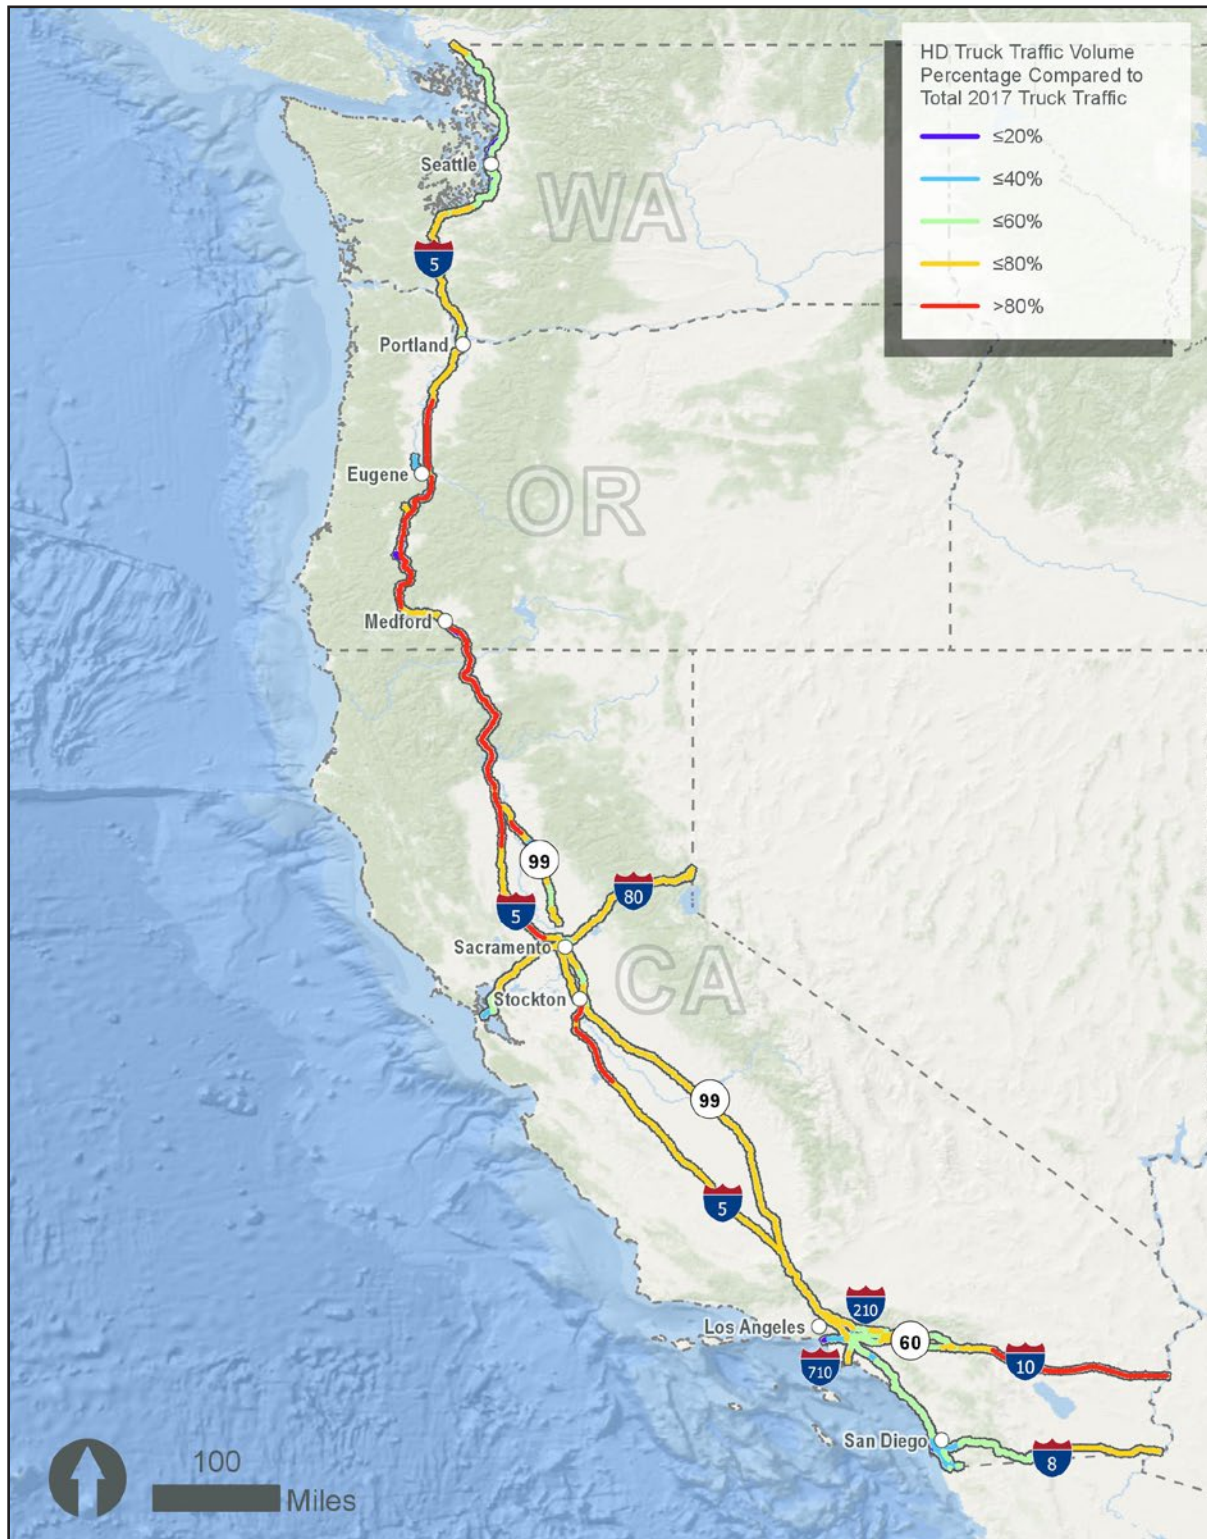 HD Truck Traffic Volume
Percentage Compared to
Total 2017 Truck Traffic
≤20%
≤40%
≤60%
≤80%
>80%
Seattle
WA
5
Portland
Eugene
OR
Medford
99
80
5
Sacramento
CA
Stockton
99
5
210
Los Angeles
60
710
10
San Diego
8
100
Miles